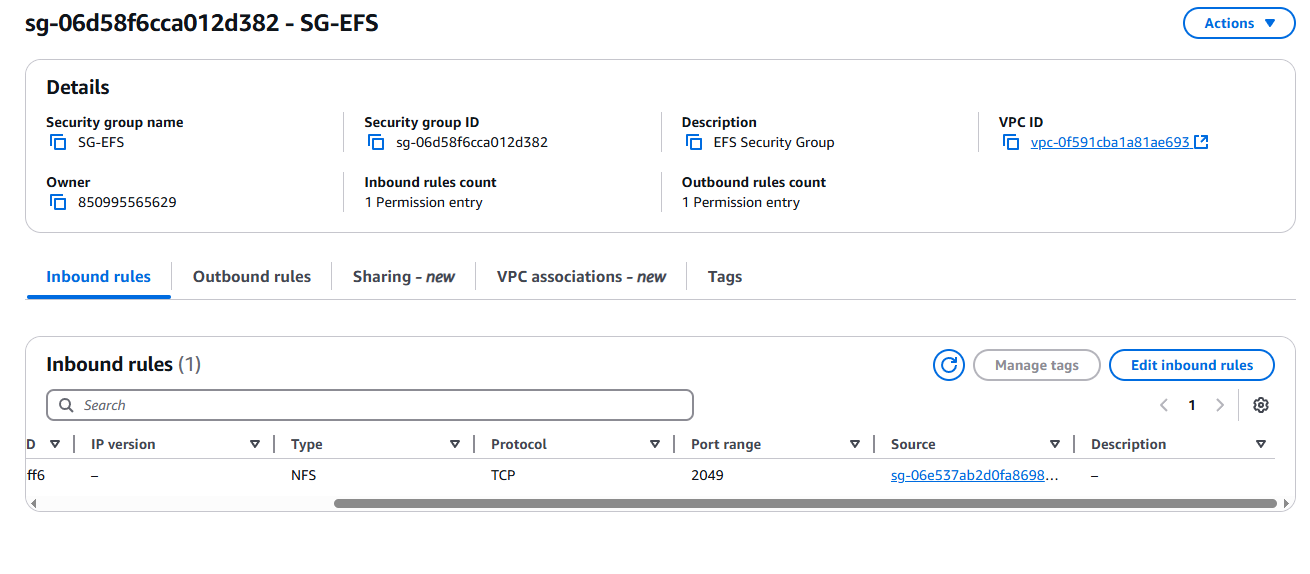 sg-06d58f6cca012d382 - SG-EFS
Actions
Details
Security group name
SG-EFS
Security group ID
sg-06d58f6cca012d382
Description
EFS Security Group
VPC ID
vpc-0f591cba1a81ae693
Owner
850995565629
Inbound rules count
1 Permission entry
Outbound rules count
1 Permission entry
Inbound rules
Outbound rules
Sharing - new
VPC associations - new
Tags
Inbound rules (1)
Manage tags
Edit inbound rules
Search
1
D IP version Type Protocol Port range Source Description
ff6 – NFS TCP 2049 sg-06e537ab2d0fa8698… –